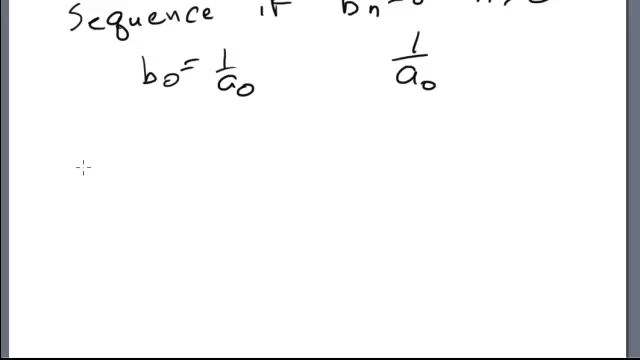 Sequence if
b₀ = 1/a₀ 1/a₀